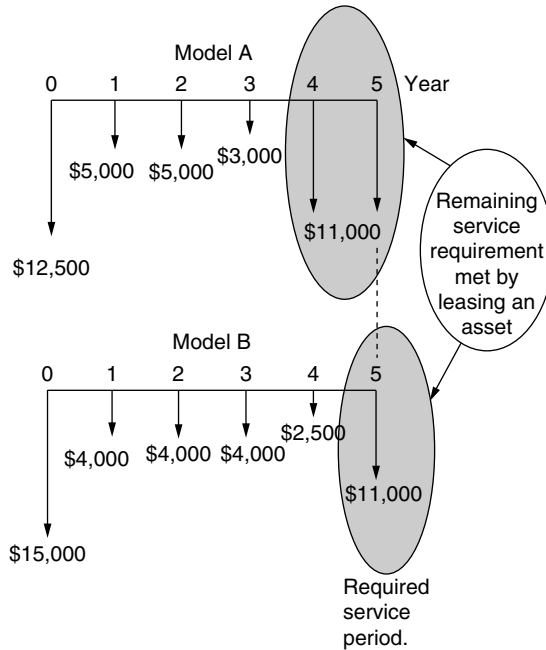 Model A
0 1 2 3 4 5 Year
$5,000 $5,000 $3,000
$11,000
$12,500
Remaining
service
requirement
met by
leasing an
asset
Model B
0 1 2 3 4 5
$4,000 $4,000 $4,000 $2,500
$11,000
$15,000
Required
service
period.